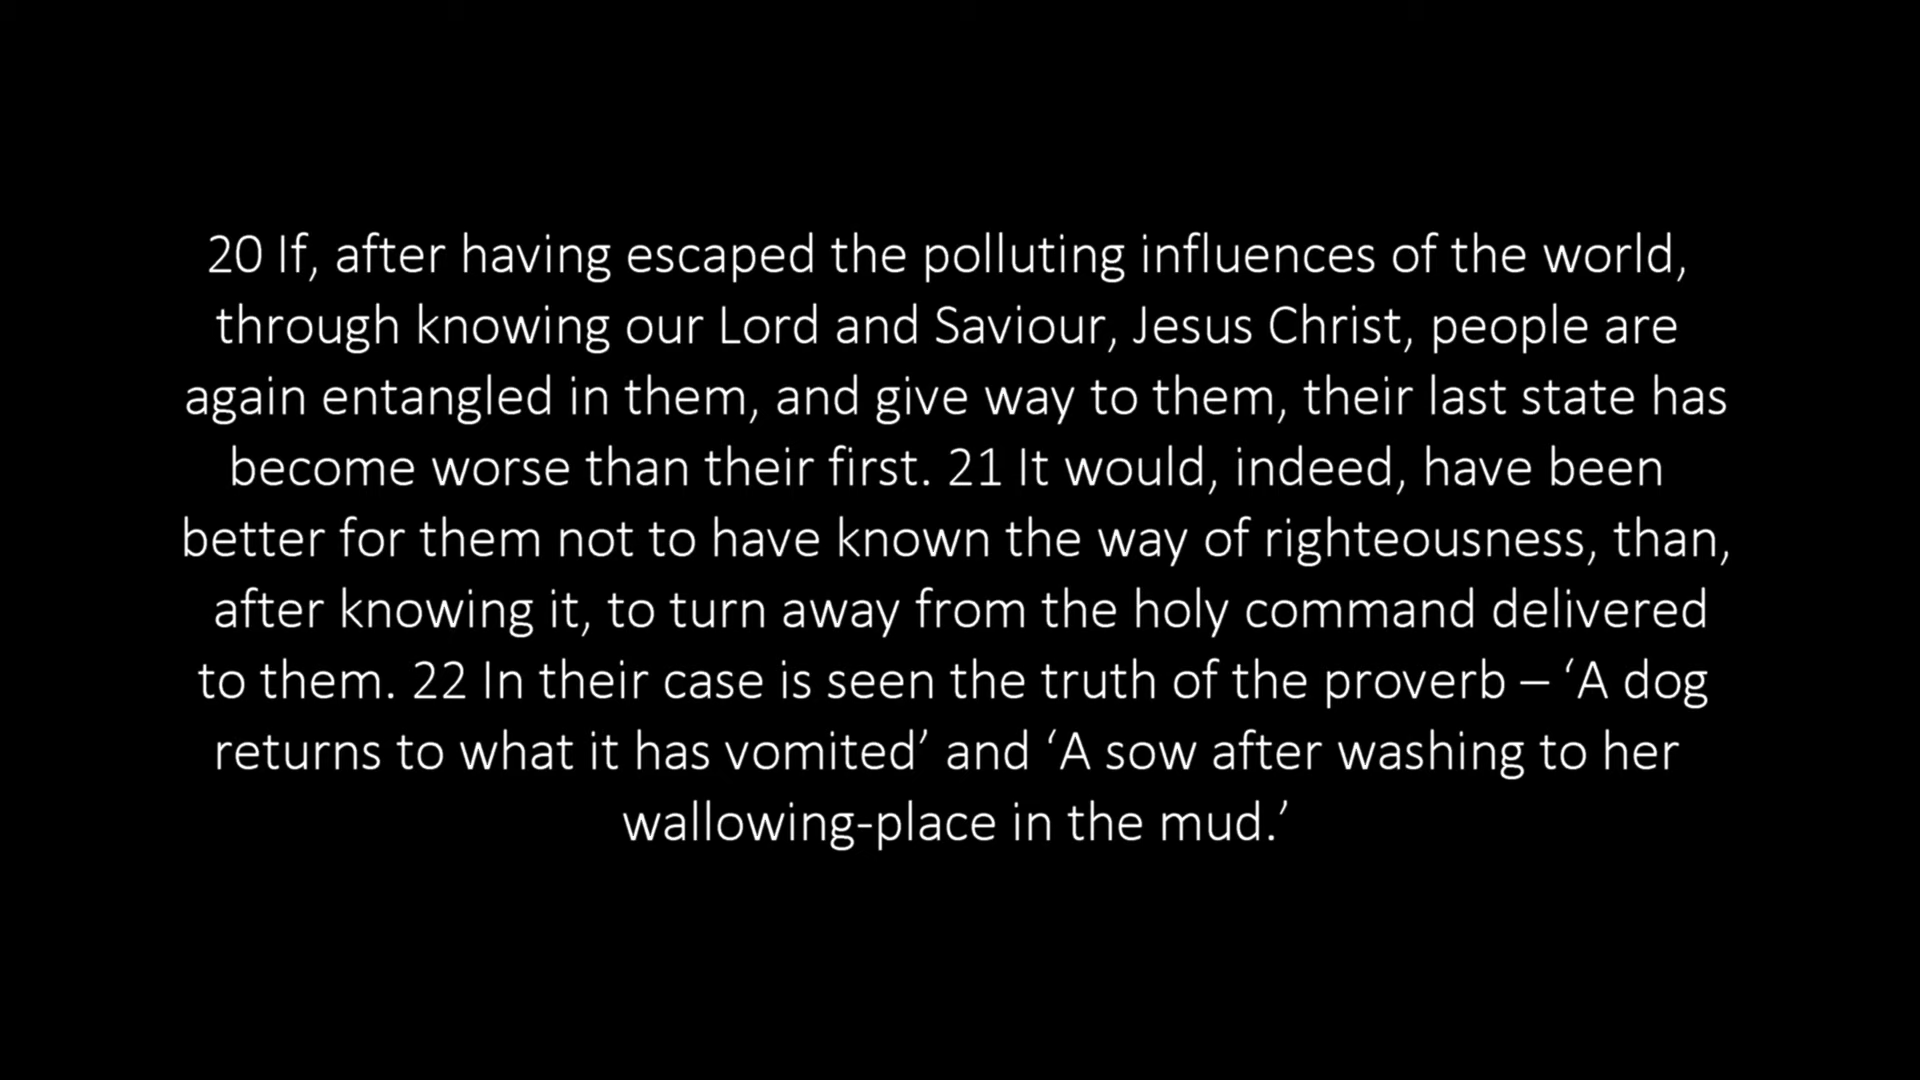 20 If, after having escaped the polluting influences of the world,
through knowing our Lord and Saviour, Jesus Christ, people are
again entangled in them, and give way to them, their last state has
become worse than their first. 21 It would, indeed, have been
better for them not to have known the way of righteousness, than,
after knowing it, to turn away from the holy command delivered
to them. 22 In their case is seen the truth of the proverb – ‘A dog
returns to what it has vomited’ and ‘A sow after washing to her
wallowing-place in the mud.’